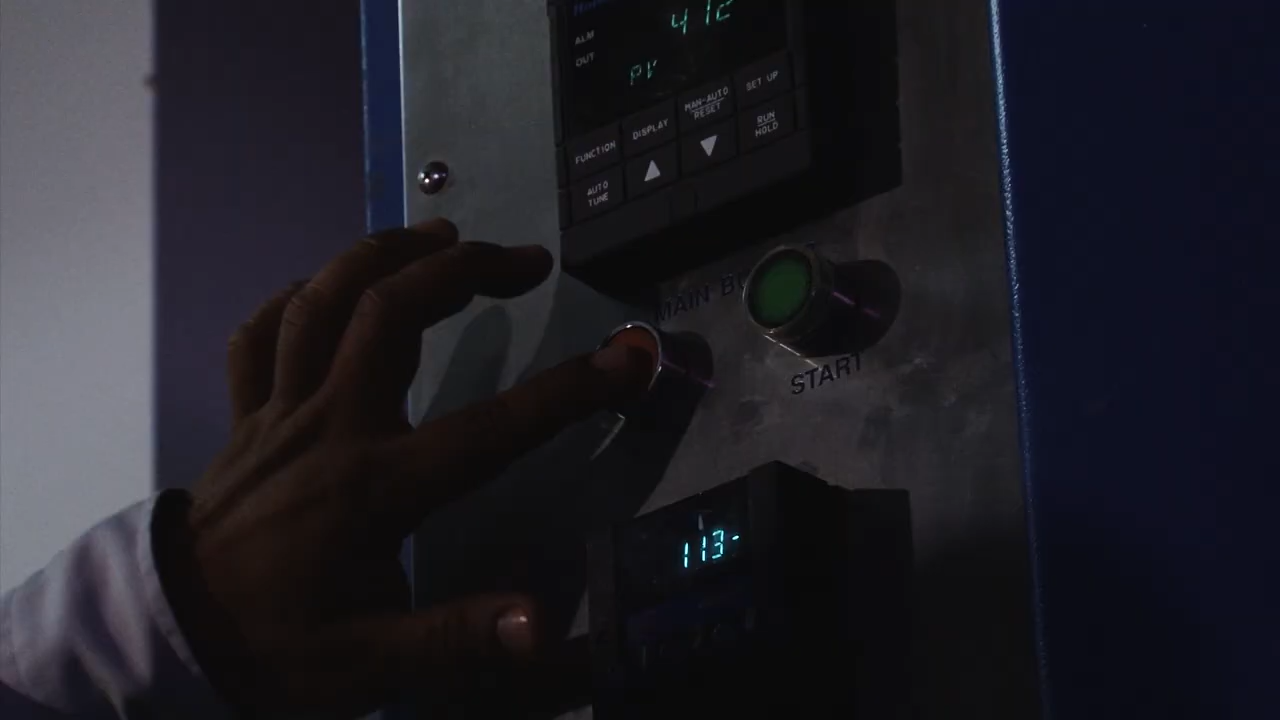 412
ALM
OUT
PV
FUNCTION
DISPLAY
MAN-AUTO
RESET
SET UP
AUTO
TUNE
▲
▼
RUN
HOLD
MAIN
START
113-